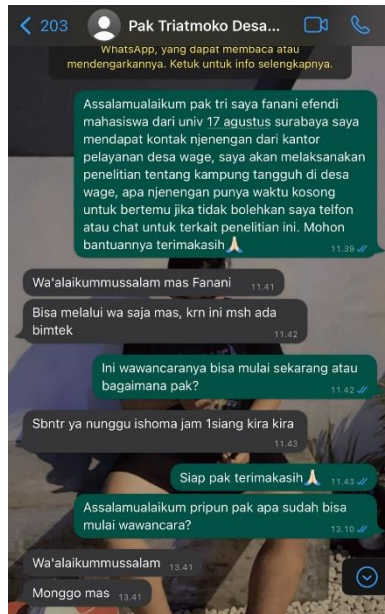 203
Pak Triatmoko Desa...
WhatsApp, yang dapat membaca atau
mendengarkannya. Ketuk untuk info selengkapnya.
Assalamualaikum pak tri saya fanani efendi
mahasiswa dari univ 17 agustus surabaya saya
mendapat kontak njenengan dari kantor
pelayanan desa wage, saya akan melaksanakan
penelitian tentang kampung tangguh di desa
wage, apa njenengan punya waktu kosong
untuk bertemu jika tidak bolehkan saya telfon
atau chat untuk terkait penelitian ini. Mohon
bantuannya terimakasih🙏🏻
11.39
Wa'alaikummussalam mas Fanani
11.41
Bisa melalui wa saja mas, krn ini msh ada
bimtek
11.42
Ini wawancaranya bisa mulai sekarang atau
bagaimana pak?
11.42
Sbntr ya nunggu ishoma jam 1siang kira kira
11.43
Siap pak terimakasih🙏🏻 11.43
Assalamualaikum pripun pak apa sudah bisa
mulai wawancara?
13.10
Wa'alaikummussalam 13.41
Monggo mas 13.41